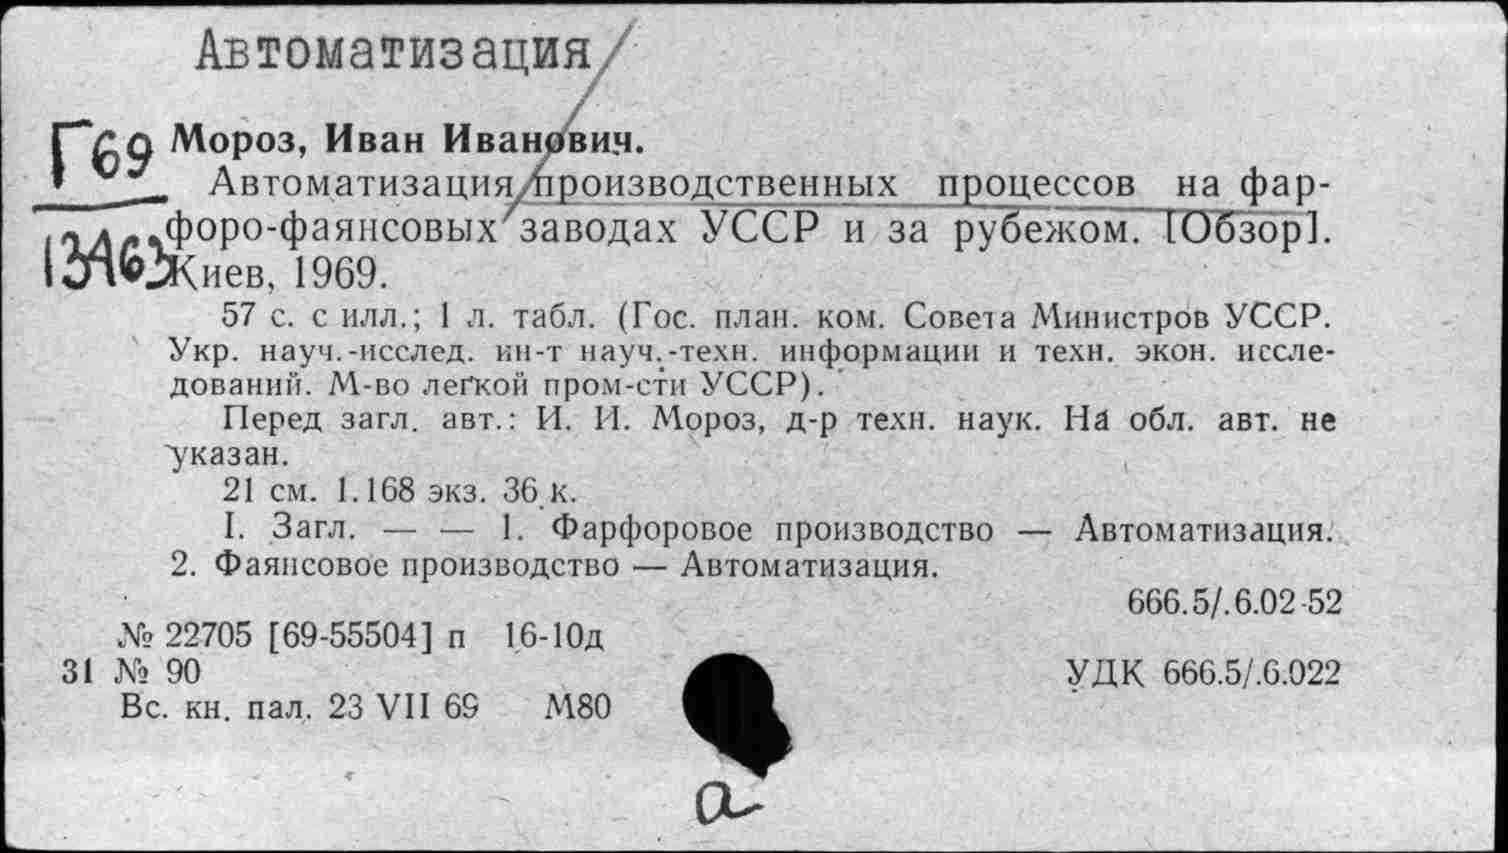 Автоматизация
Г69 Мороз, Иван Иванович.
Автоматизация производственных процессов на фар-
форо-фаянсовых заводах УССР и за рубежом. [Обзор].
Киев, 1969.
57 с. с илл.; 1 л. табл. (Гос. план. ком. Совета Министров УССР.
Укр. науч.-исслед. ин-т науч.-техн. информации и техн. экон. иссле-
дований. М-во легкой пром-сти УССР).
Перед загл. авт.: И. И. Мороз, д-р техн. наук. На обл. авт. не
указан.
21 см. 1.168 экз. 36 к.
I. Загл. — — 1. Фарфоровое производство — Автоматизация.
2. Фаянсовое производство — Автоматизация.
666.5/.6.02-52
№ 22705 [69-55504] п 16-10д
31 № 90 УДК 666.5/.6.022
Вс. кн. пал. 23 VII 69 М80
а